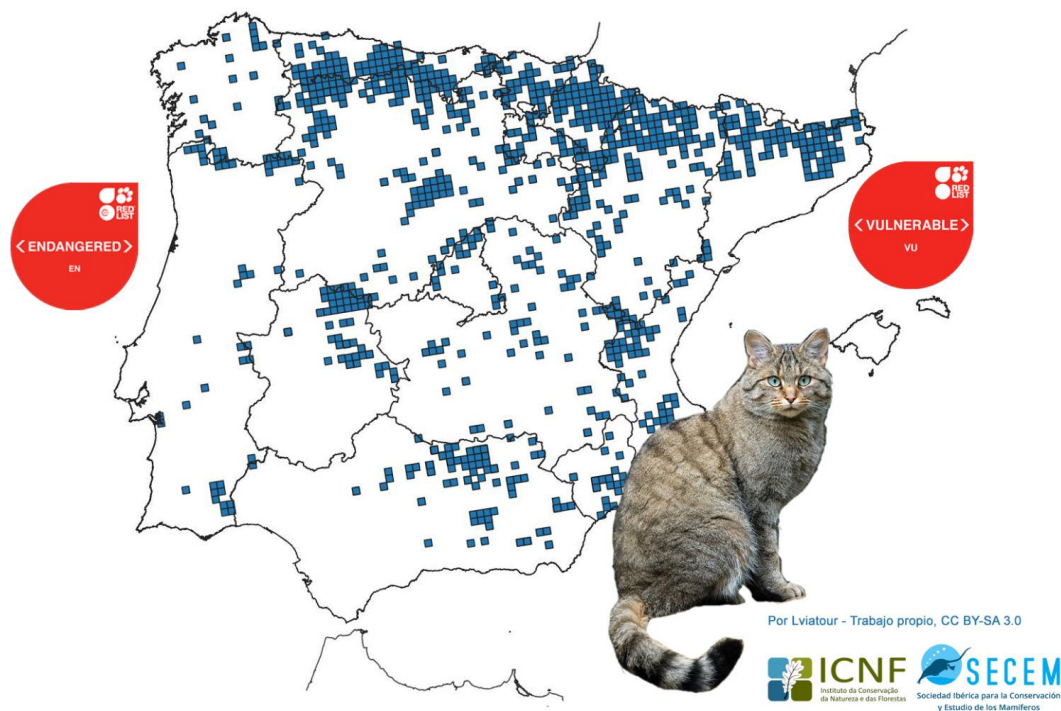 RED
LIST
< ENDANGERED >
EN
RED
LIST
< VULNERABLE >
VU
Por Lviatour - Trabajo propio, CC BY-SA 3.0
ICNF
Instituto da Conservação
da Natureza e das Florestas
SECEM
Sociedad Ibérica para la Conservación
y Estudio de los Mamíferos